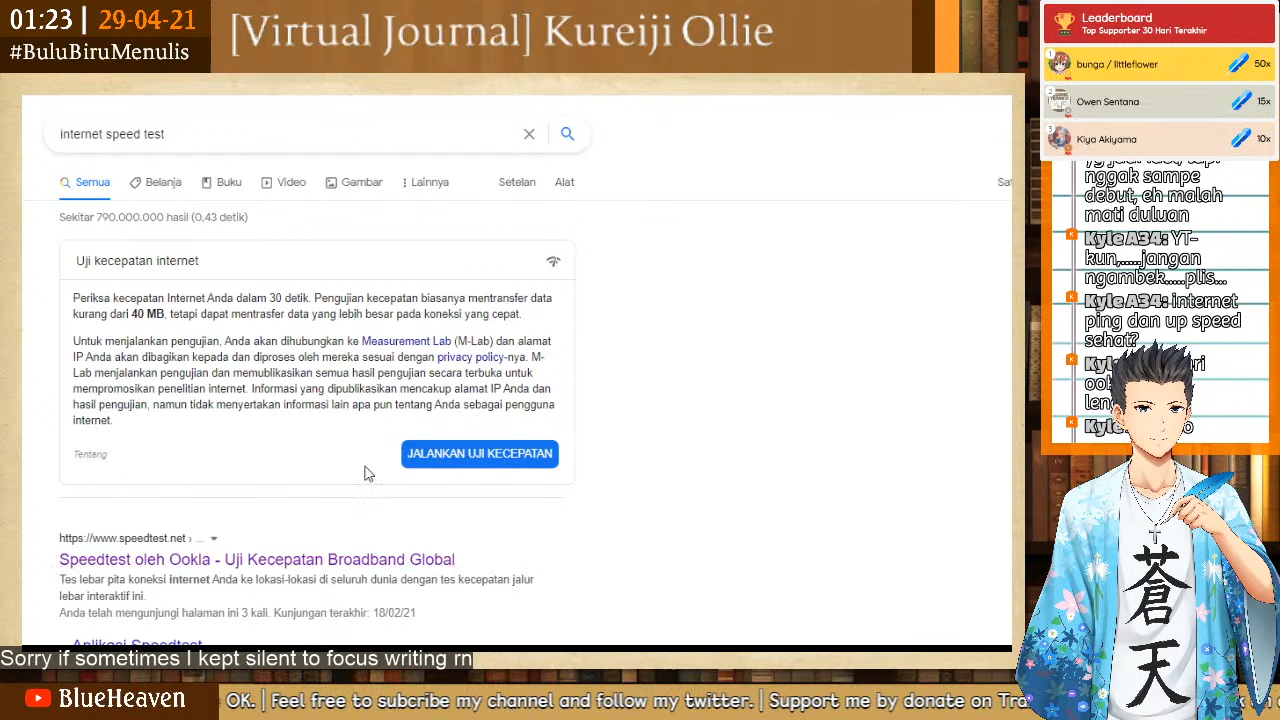 01:23 | 29-04-21
#BuluBiruMenulis
[Virtual Journal] Kureiji Ollie
internet speed test
Semua Belanja Buku Video Gambar Lainnya Setelan Alat
Sekitar 790.000.000 hasil (0,43 detik)
Uji kecepatan internet
Periksa kecepatan Internet Anda dalam 30 detik. Pengujian kecepatan biasanya mentransfer data
kurang dari 40 MB, tetapi dapat mentrasfer data yang lebih besar pada koneksi yang cepat.
Untuk menjalankan pengujian, Anda akan dihubungkan ke Measurement Lab (M-Lab) dan alamat
IP Anda akan dibagikan kepada dan diproses oleh mereka sesuai dengan privacy policy-nya. M-
Lab menjalankan pengujian dan memublikasikan semua hasil pengujian secara terbuka untuk
mempromosikan penelitian internet. Informasi yang dipublikasikan mencakup alamat IP Anda dan
hasil pengujian, namun tidak menyertakan informasi lain apa pun tentang Anda sebagai pengguna
internet.
Tentang
JALANKAN UJI KECEPATAN
https://www.speedtest.net › ...
Speedtest oleh Ookla - Uji Kecepatan Broadband Global
Tes lebar pita koneksi internet Anda ke lokasi-lokasi di seluruh dunia dengan tes kecepatan jalur
lebar interaktif ini.
Anda telah mengunjungi halaman ini 3 kali. Kunjungan terakhir: 18/02/21
Aplikasi Speedtest
Sorry if sometimes I kept silent to focus writing rn
BlueHeaven
OK. | Feel free to subcribe my channel and follow my twitter. | Support me by donate on
Leaderboard
Top Supporter 30 Hari Terakhir
1 bunga / littleflower 50x
2 Owen Sentana 15x
3 Kiya Akiyama 10x
nggak sampe
debut, eh malah
mati duluan
Kyle A34: YT-
kun,.....jangan
ngambek.....plis...
Kyle A34: internet
ping dan up speed
sehat?
蒼
天